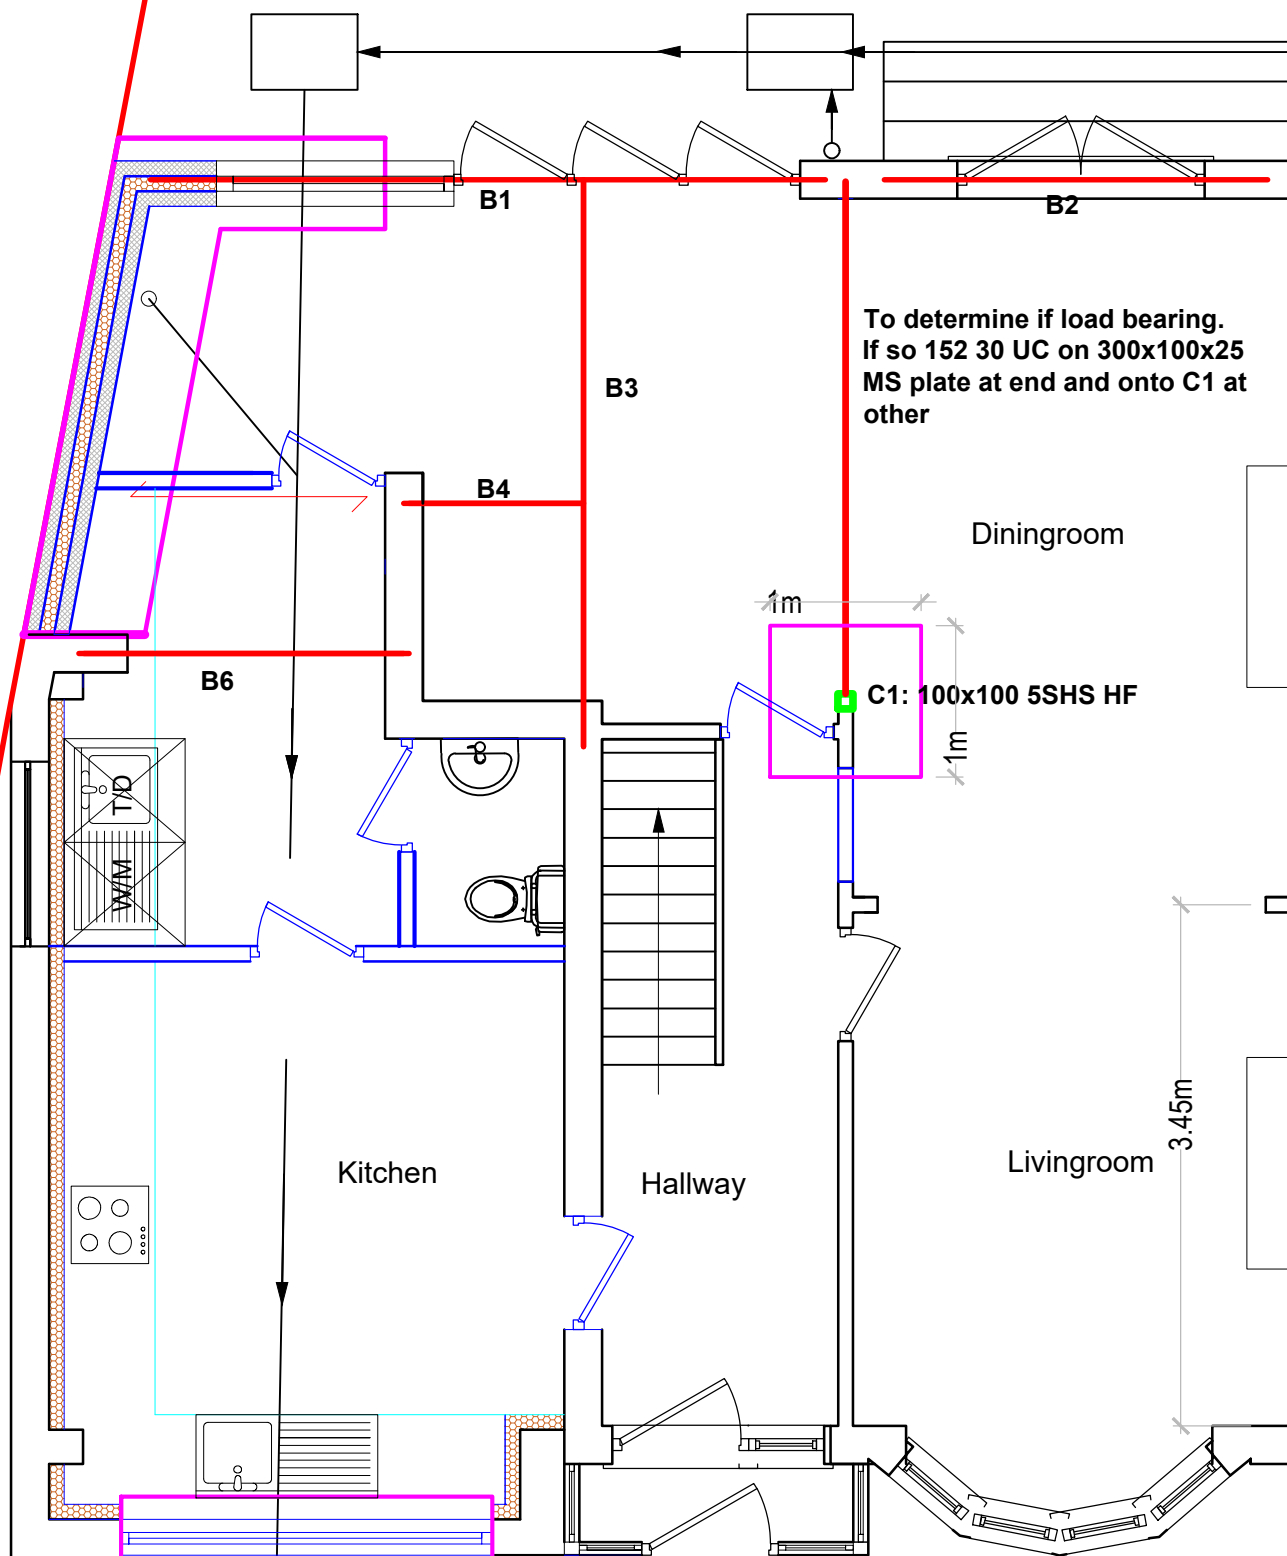 B1
B2
To determine if load bearing.
If so 152 30 UC on 300x100x25
MS plate at end and onto C1 at
other
B3
B4
Diningroom
1m
B6
C1: 100x100 5SHS HF
1m
T/D
W/M
3.45m
Kitchen
Hallway
Livingroom